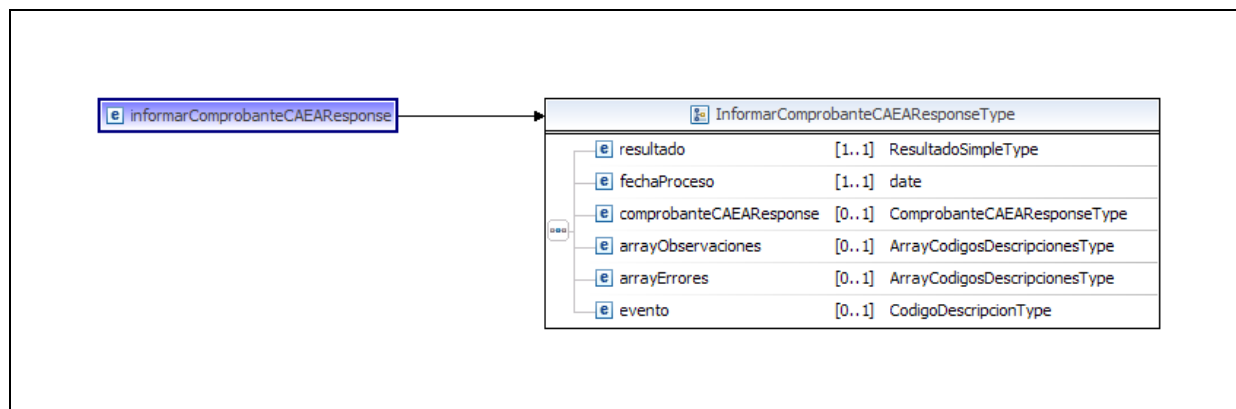 e informarComprobanteCAEAResponse
InformarComprobanteCAEAResponseType
e resultado [1..1] ResultadoSimpleType
e fechaProceso [1..1] date
e comprobanteCAEAResponse [0..1] ComprobanteCAEAResponseType
e arrayObservaciones [0..1] ArrayCodigosDescripcionesType
e arrayErrores [0..1] ArrayCodigosDescripcionesType
e evento [0..1] CodigoDescripcionType